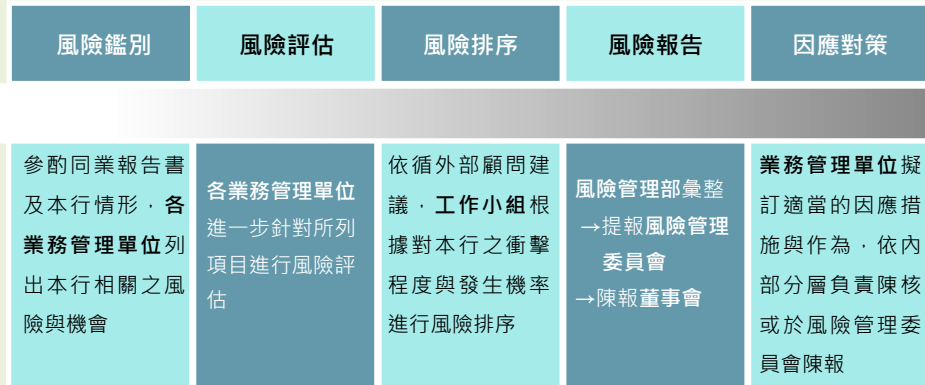 風險鑑別
風險評估
風險排序
風險報告
因應對策
參酌同業報告書
及本行情形，各
業務管理單位列
出本行相關之風
險與機會
各業務管理單位
進一步針對所列
項目進行風險評
估
依循外部顧問建
議，工作小組根
據對本行之衝擊
程度與發生機率
進行風險排序
風險管理部彙整
→提報風險管理
委員會
→陳報董事會
業務管理單位擬
訂適當的因應措
施與作為，依內
部分層負責陳核
或於風險管理委
員會陳報